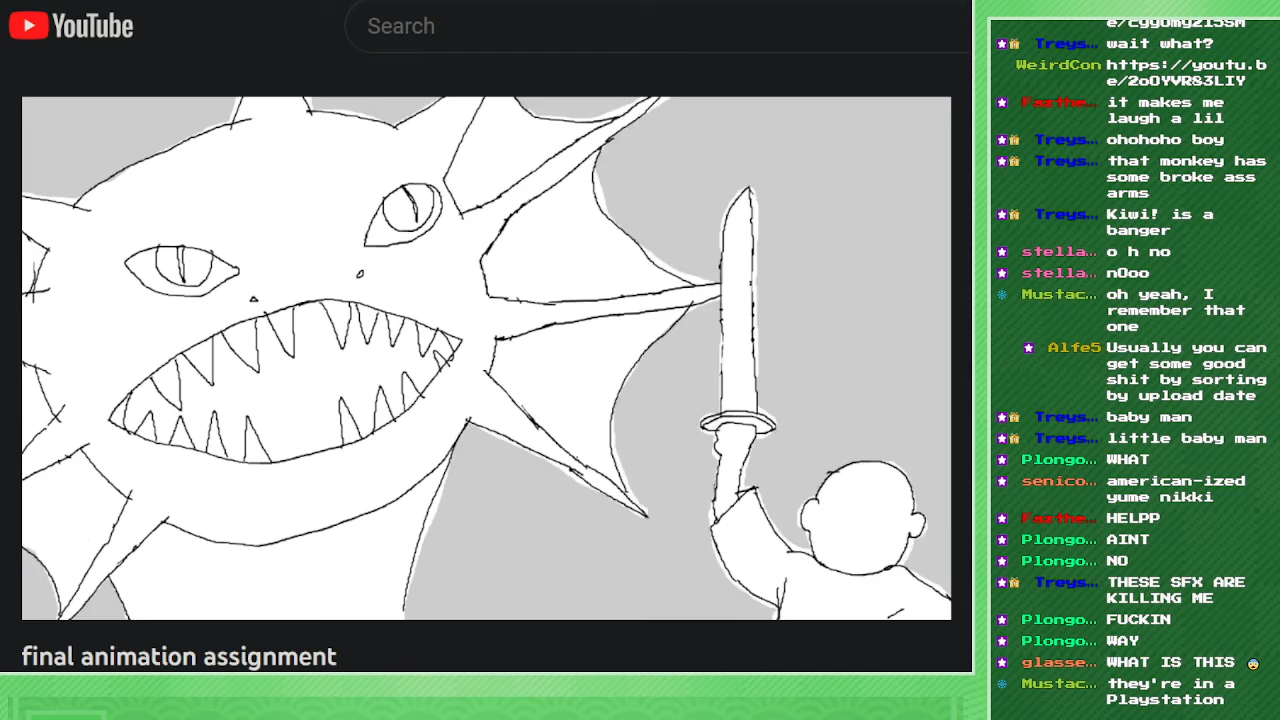 YouTube
Search
final animation assignment
Treys... wait what?
WeirdCon https://youtu.b
e/2oOYVR83LIY
Fazthe... it makes me
laugh a lil
Treys... ohohoho boy
Treys... that monkey has
some broke ass
arms
Treys... Kiwi! is a
banger
stella... o h no
stella... nOoo
Mustac... oh yeah, I
remember that
one
Alfe5 Usually you can
get some good
shit by sorting
by upload date
Treys... baby man
Treys... little baby man
Plongo... WHAT
senico... american-ized
yume nikki
Fazthe... HELPP
Plongo... AINT
Plongo... NO
Treys... THESE SFX ARE
KILLING ME
Plongo... FUCKIN
Plongo... WAY
glasse... WHAT IS THIS 😨
Mustac... they're in a
Playstation